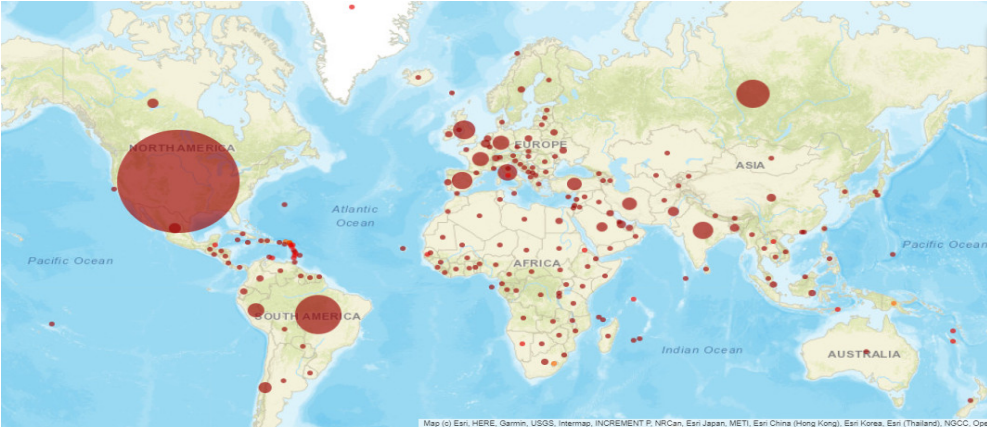 NORTH AMERICA
EUROPE
ASIA
Atlantic
Ocean
Pacific Ocean
Pacific Ocean
AFRICA
SOUTH AMERICA
Indian Ocean
AUSTRALIA
Map (c) Esri, HERE, Garmin, USGS, Intermap, INCREMENT P, NRCan, Esri Japan, METI, Esri China (Hong Kong), Esri Korea, Esri (Thailand), NGCC, Ope